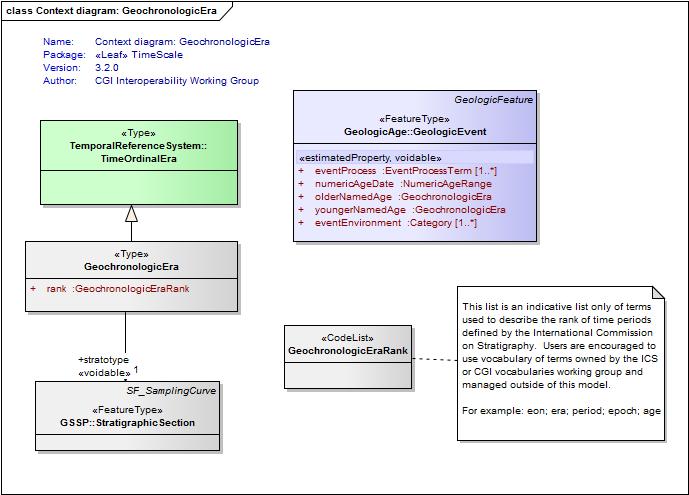 class Context diagram: GeochronologicEra
Name: Context diagram: GeochronologicEra
Package: «Leaf» TimeScale
Version: 3.2.0
Author: CGI Interoperability Working Group
«Type»
TemporalReferenceSystem::
TimeOrdinalEra
GeologicFeature
«FeatureType»
GeologicAge::GeologicEvent
«estimatedProperty, voidable»
+ eventProcess :EventProcessTerm [1..*]
+ numericAgeDate :NumericAgeRange
+ olderNamedAge :GeochronologicEra
+ youngerNamedAge :GeochronologicEra
+ eventEnvironment :Category [1..*]
«Type»
GeochronologicEra
+ rank :GeochronologicEraRank
+stratotype
«voidable» 1
SF_SamplingCurve
«FeatureType»
GSSP::StratigraphicSection
«CodeList»
GeochronologicEraRank
This list is an indicative list only of terms
used to describe the rank of time periods
defined by the International Commission
on Stratigraphy. Users are encouraged to
use vocabulary of terms owned by the ICS
or CGI vocabularies working group and
managed outside of this model.
For example: eon; era; period; epoch; age